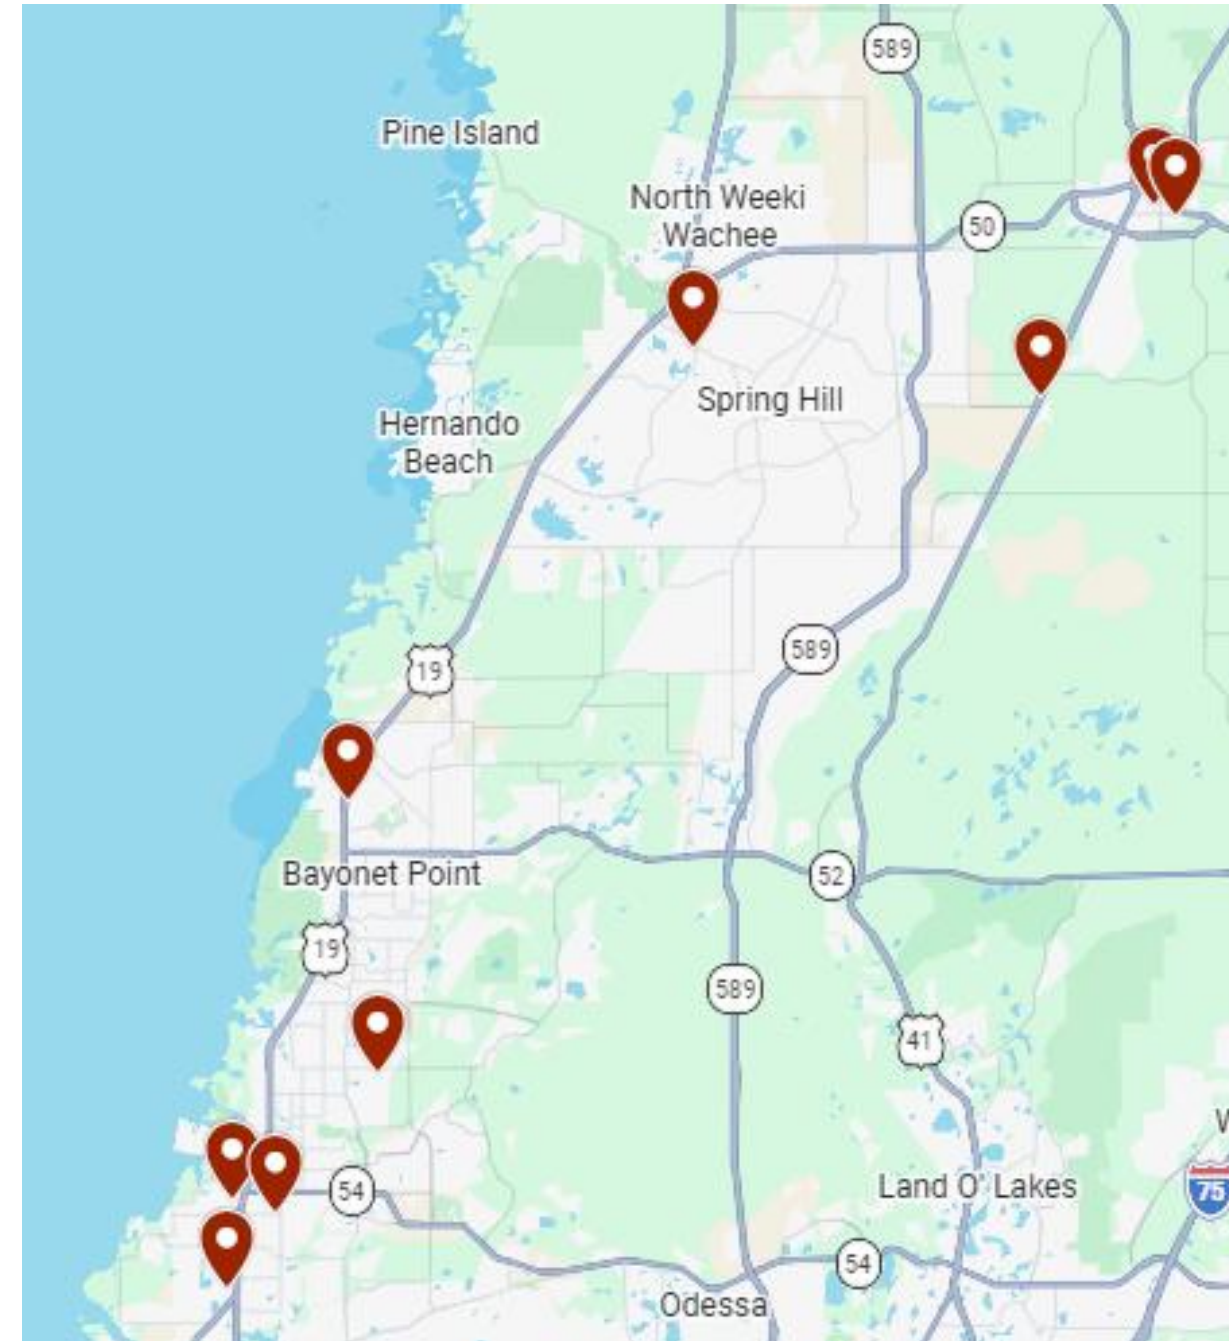 589
Pine Island
North Weeki
Wachee
50
Spring Hill
Hernando
Beach
589
19
52
Bayonet Point
19
589
41
W
54
Land O' Lakes
75
54
Odessa